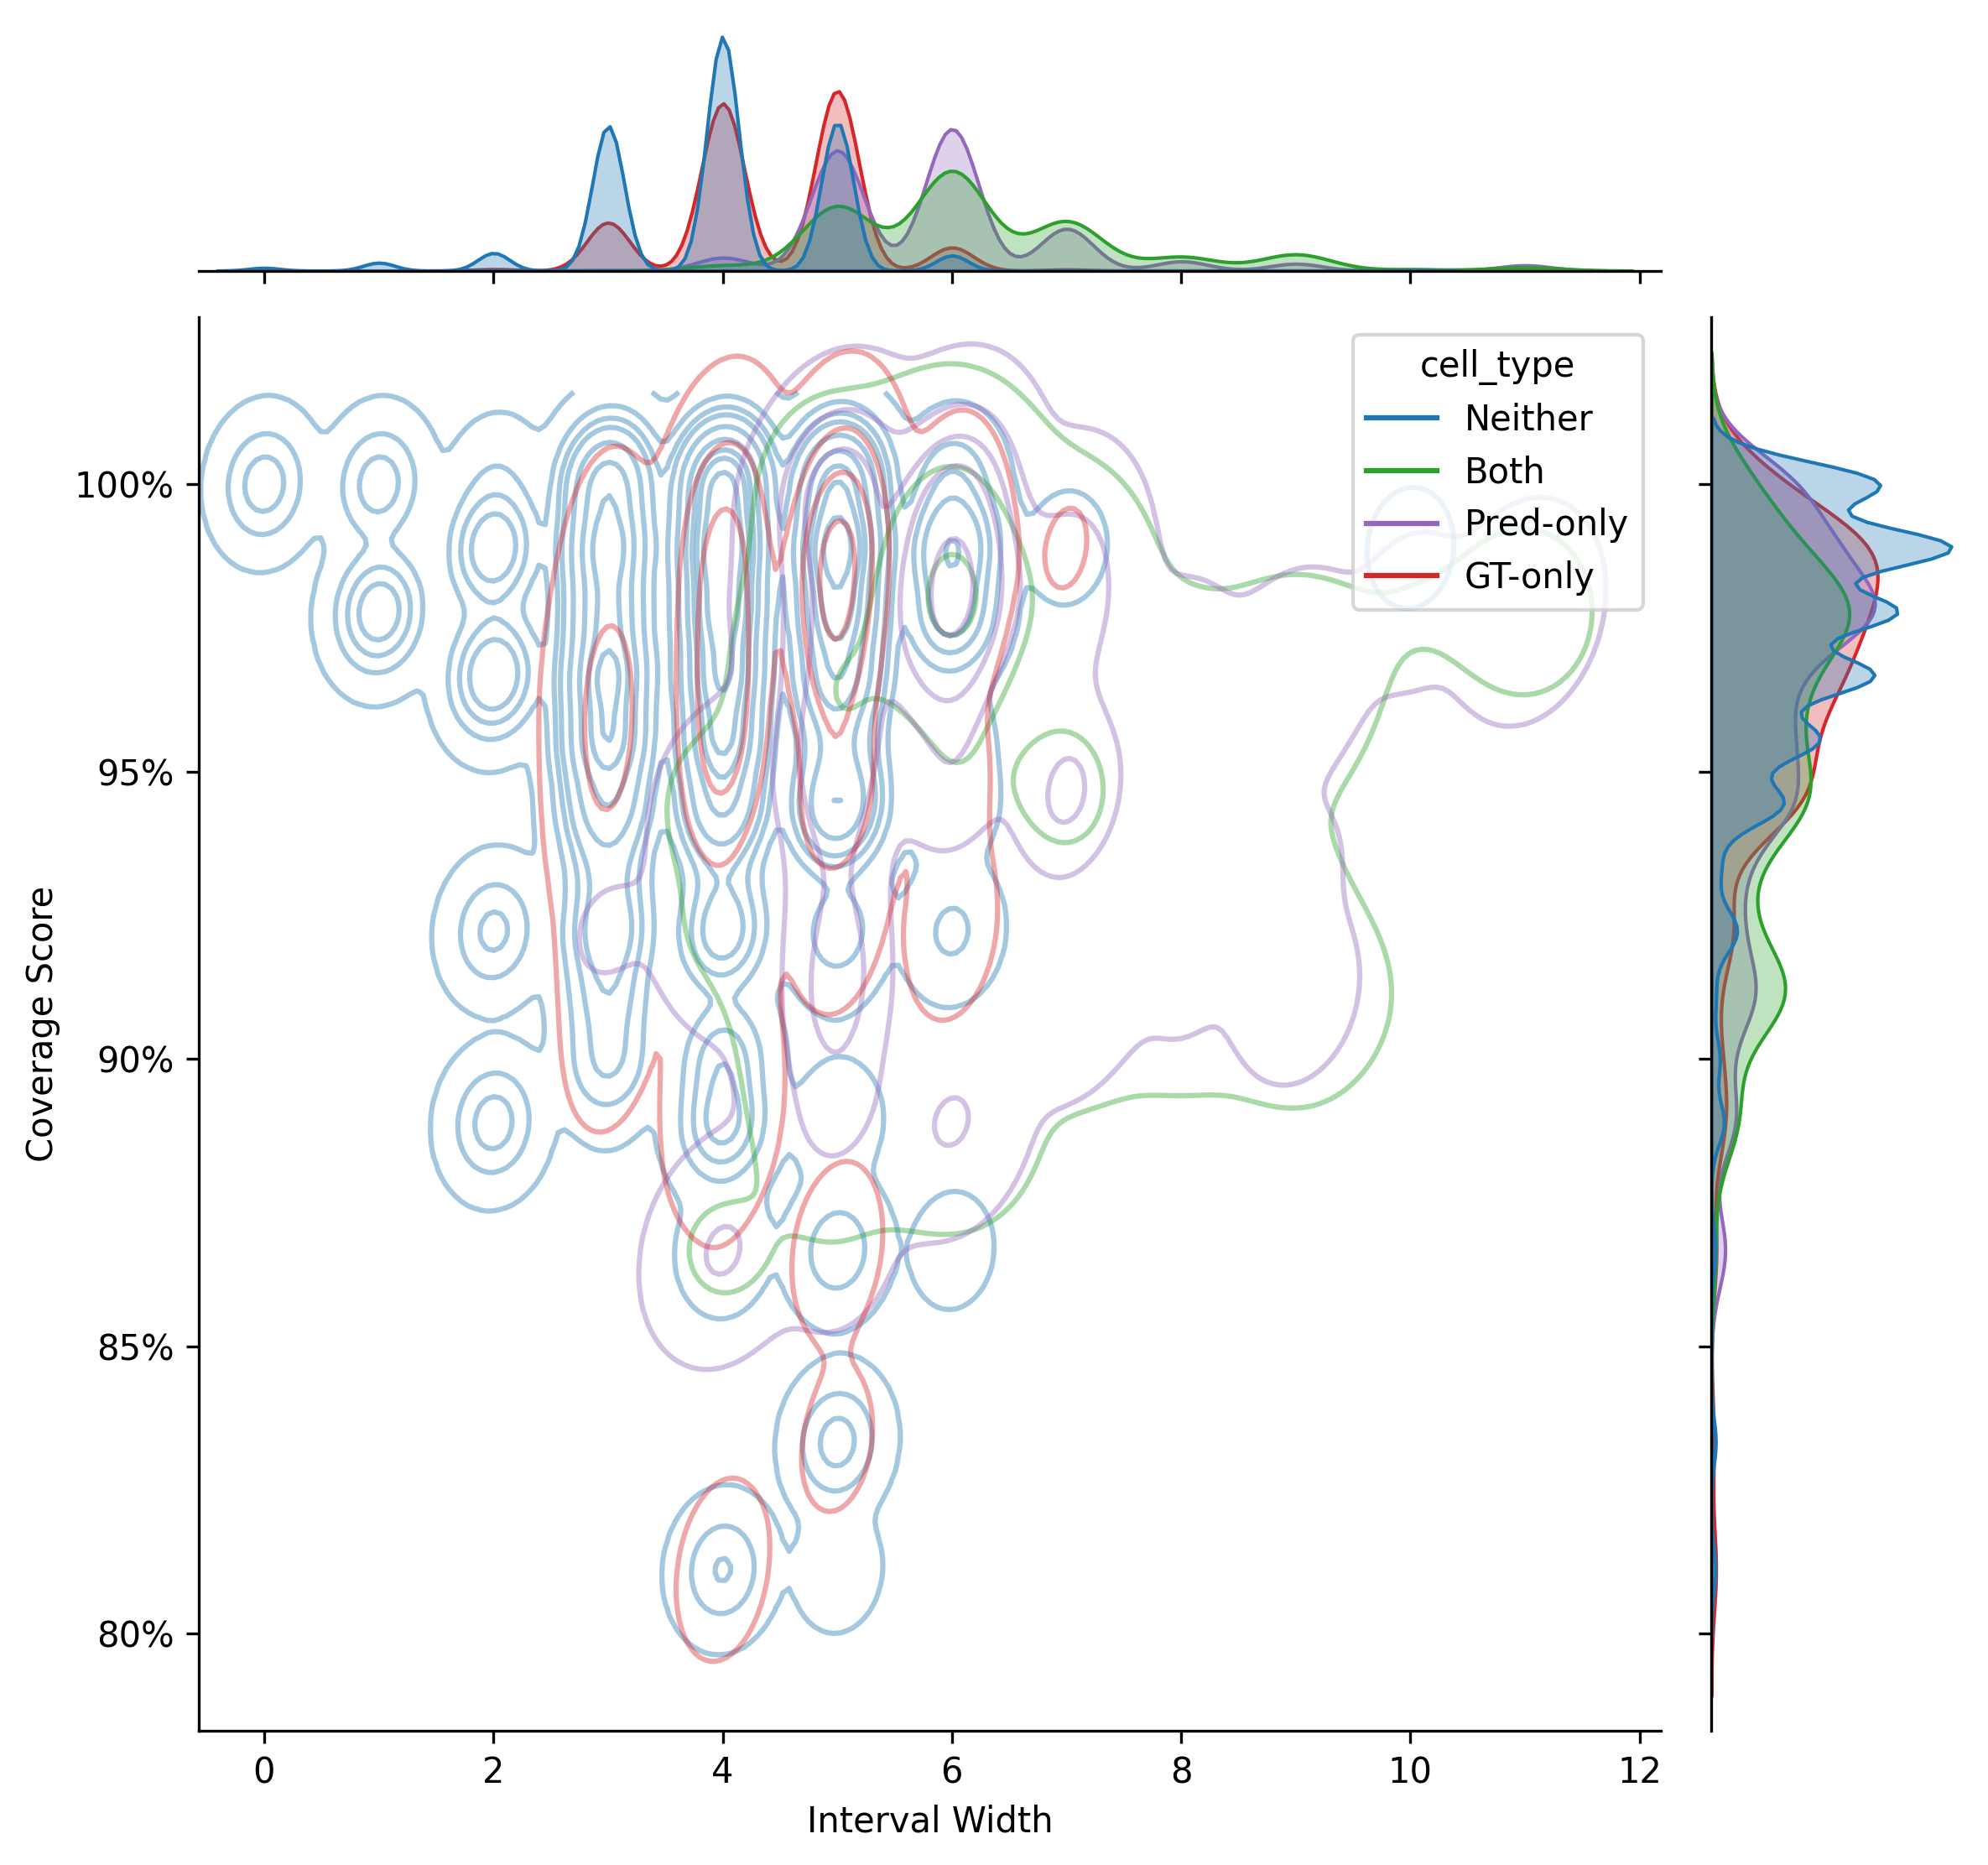 cell_type
Neither
Both
Pred-only
GT-only
100%
95%
90%
85%
80%
Coverage Score
0 2 4 6 8 10 12
Interval Width